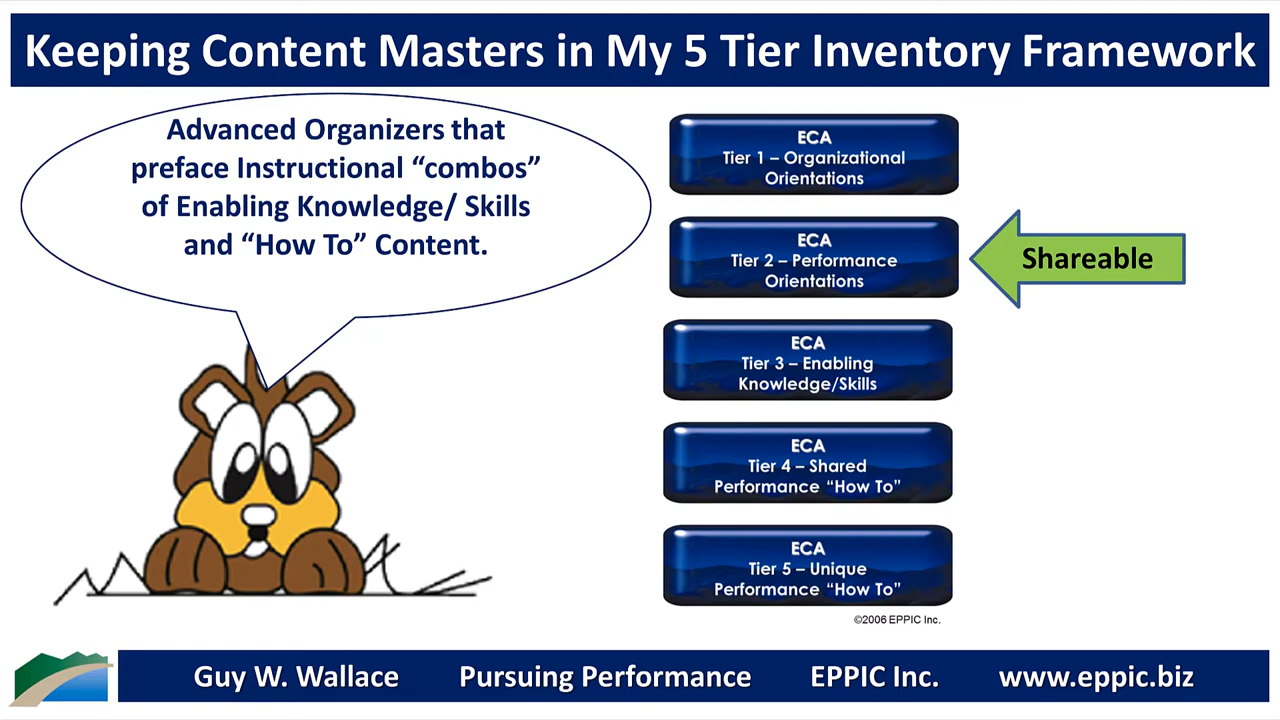 Keeping Content Masters in My 5 Tier Inventory Framework
Advanced Organizers that
preface Instructional “combos”
of Enabling Knowledge/ Skills
and “How To” Content.
ECA
Tier 1 – Organizational
Orientations
ECA
Tier 2 – Performance
Orientations
Shareable
ECA
Tier 3 – Enabling
Knowledge/Skills
ECA
Tier 4 – Shared
Performance “How To”
ECA
Tier 5 – Unique
Performance “How To”
©2006 EPPIC Inc.
Guy W. Wallace Pursuing Performance EPPIC Inc. www.eppic.biz